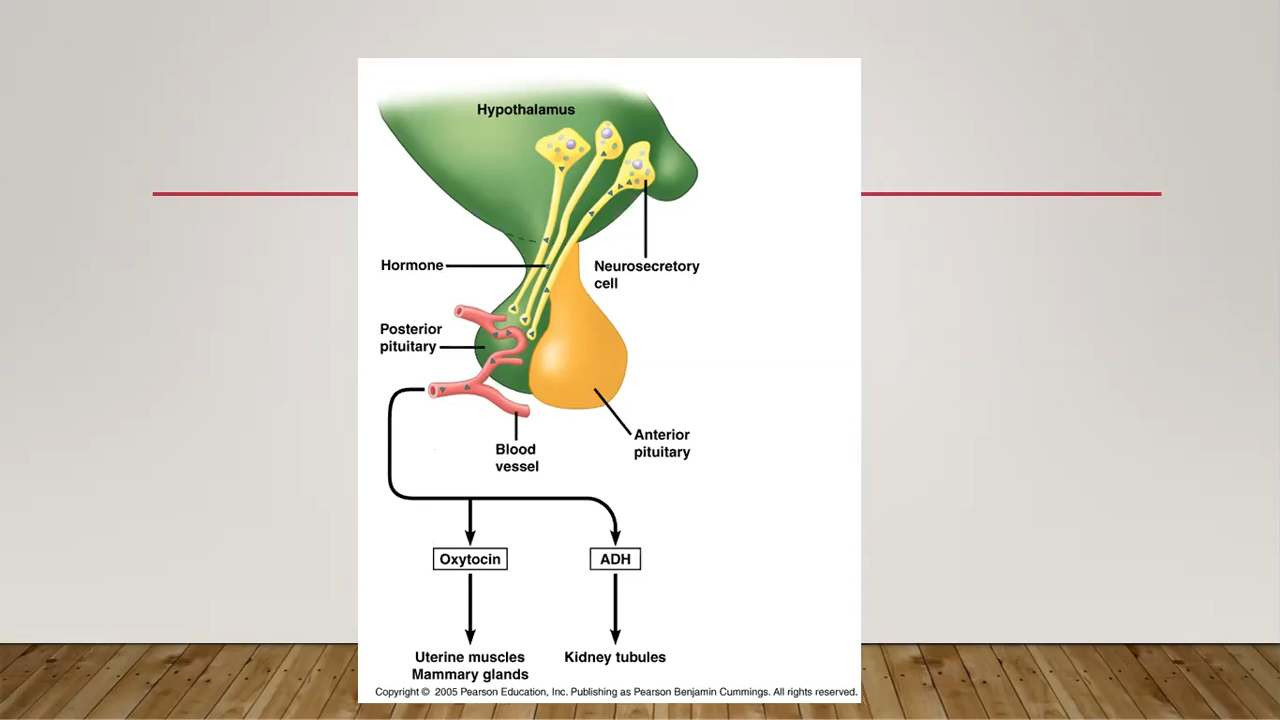 Hypothalamus
Hormone
Neurosecretory
cell
Posterior
pituitary
Anterior
pituitary
Blood
vessel
Oxytocin
ADH
Uterine muscles
Mammary glands
Kidney tubules
Copyright © 2005 Pearson Education, Inc. Publishing as Pearson Benjamin Cummings. All rights reserved.